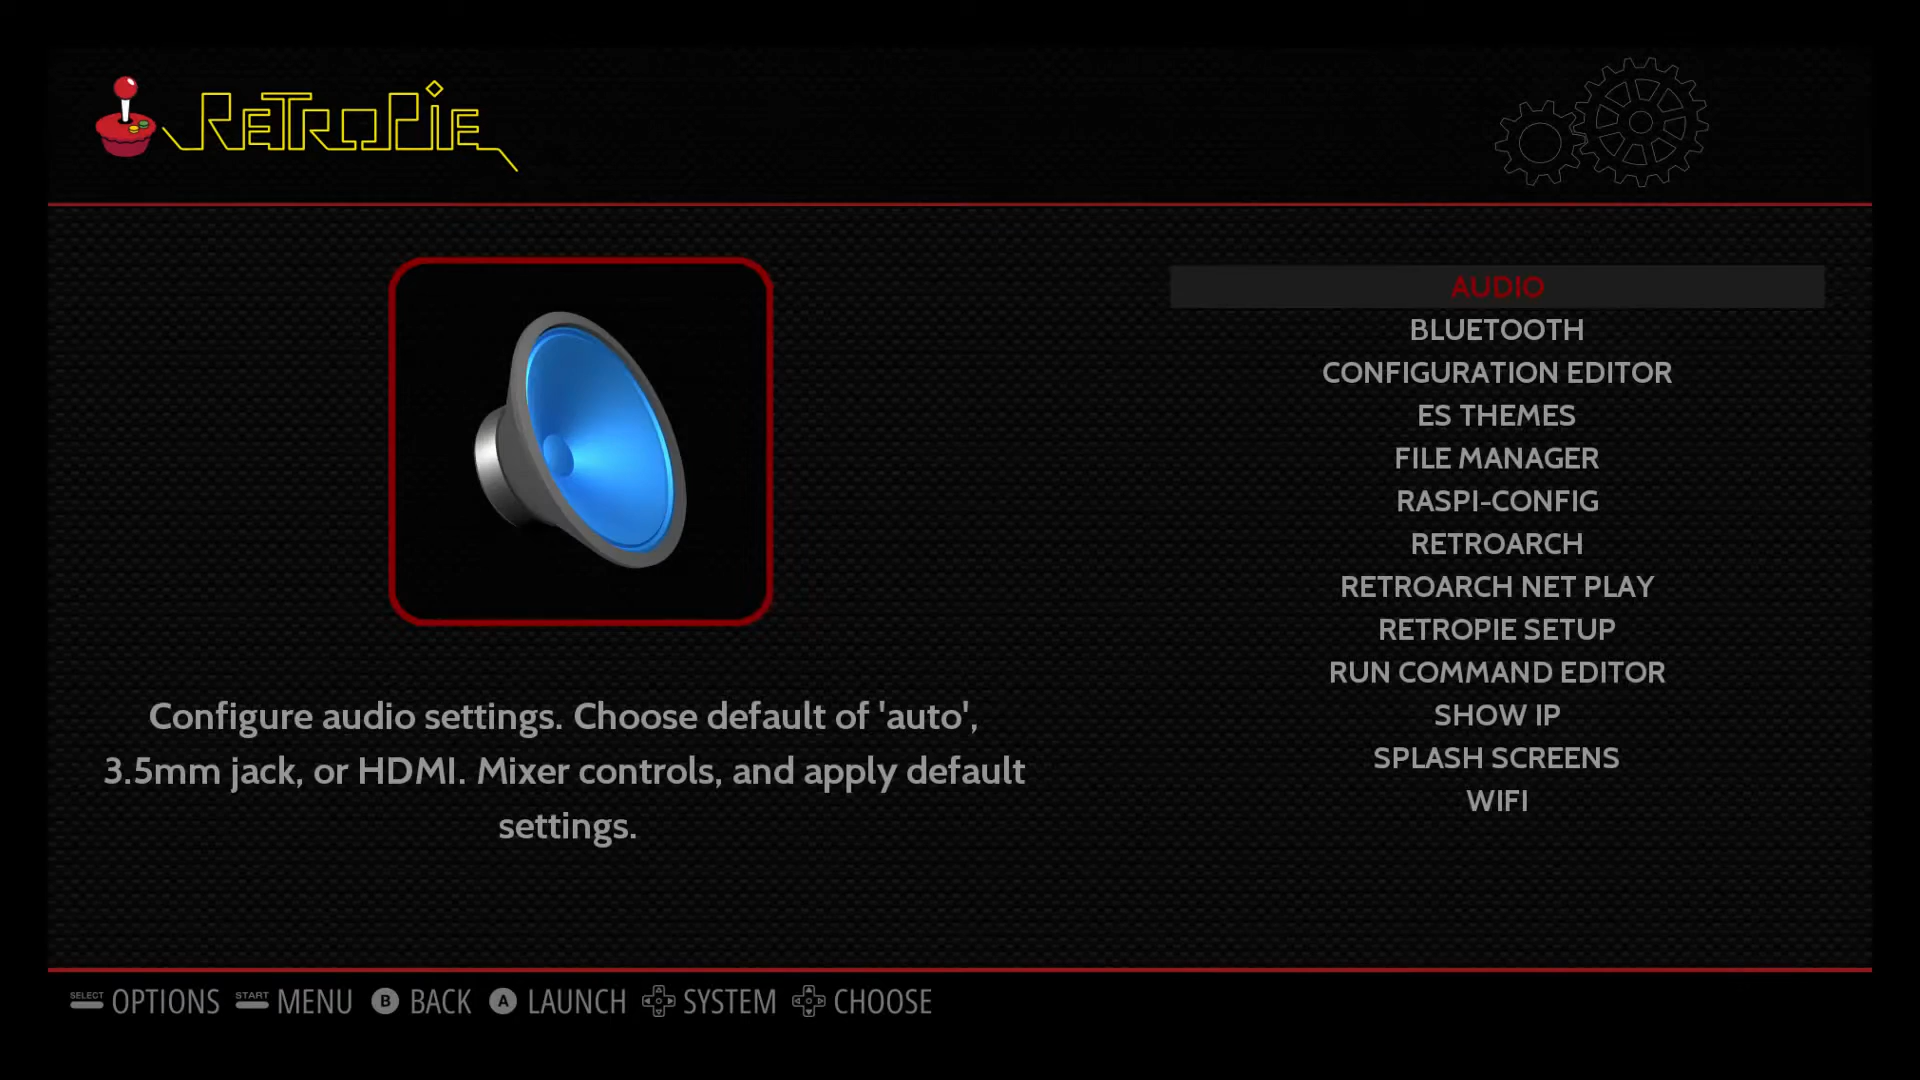 RETROPIE
AUDIO
BLUETOOTH
CONFIGURATION EDITOR
ES THEMES
FILE MANAGER
RASPI-CONFIG
RETROARCH
RETROARCH NET PLAY
RETROPIE SETUP
RUN COMMAND EDITOR
SHOW IP
SPLASH SCREENS
WIFI
Configure audio settings. Choose default of 'auto',
3.5mm jack, or HDMI. Mixer controls, and apply default
settings.
SELECT OPTIONS START MENU B BACK A LAUNCH SYSTEM CHOOSE